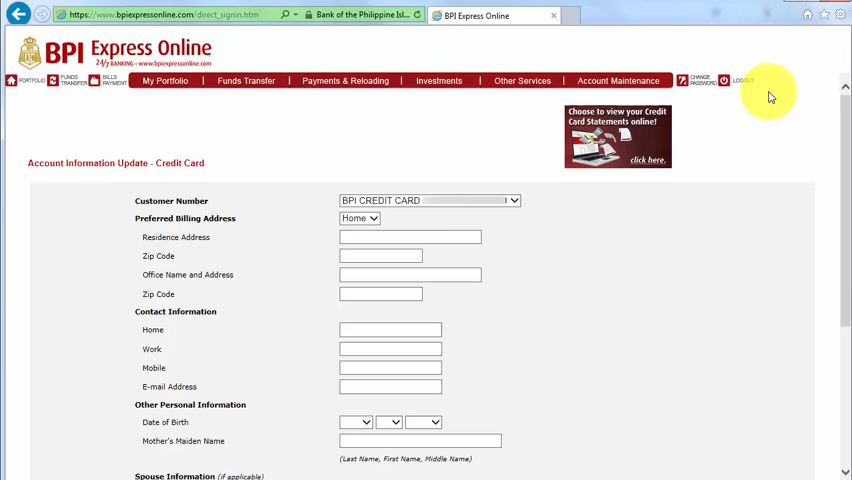 https://www.bpiexpressonline.com/direct_signin.htm
Bank of the Philippine Isl...
BPI Express Online
BPI Express Online
24/7 BANKING • www.bpiexpressonline.com
PORTFOLIO
FUNDS TRANSFER
BILLS PAYMENT
My Portfolio | Funds Transfer | Payments & Reloading | Investments | Other Services | Account Maintenance
CHANGE PASSWORD
LOGOUT
Choose to view your Credit
Card Statements online!
click here.
Account Information Update - Credit Card
Customer Number BPI CREDIT CARD
Preferred Billing Address Home
Residence Address
Zip Code
Office Name and Address
Zip Code
Contact Information
Home
Work
Mobile
E-mail Address
Other Personal Information
Date of Birth
Mother's Maiden Name
(Last Name, First Name, Middle Name)
Spouse Information (if applicable)